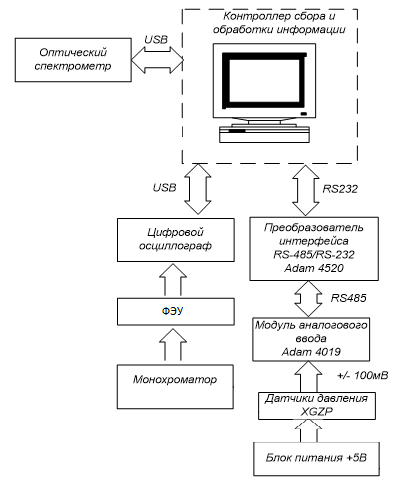 Контроллер сбора и
обработки информации
Оптический
спектрометр
USB
USB
RS232
Цифровой
осциллограф
Преобразователь
интерфейса
RS-485/RS-232
Adam 4520
RS485
ФЭУ
Модуль аналогового
ввода
Adam 4019
+/- 100мВ
Монохроматор
Датчики давления
XGZP
Блок питания +5В